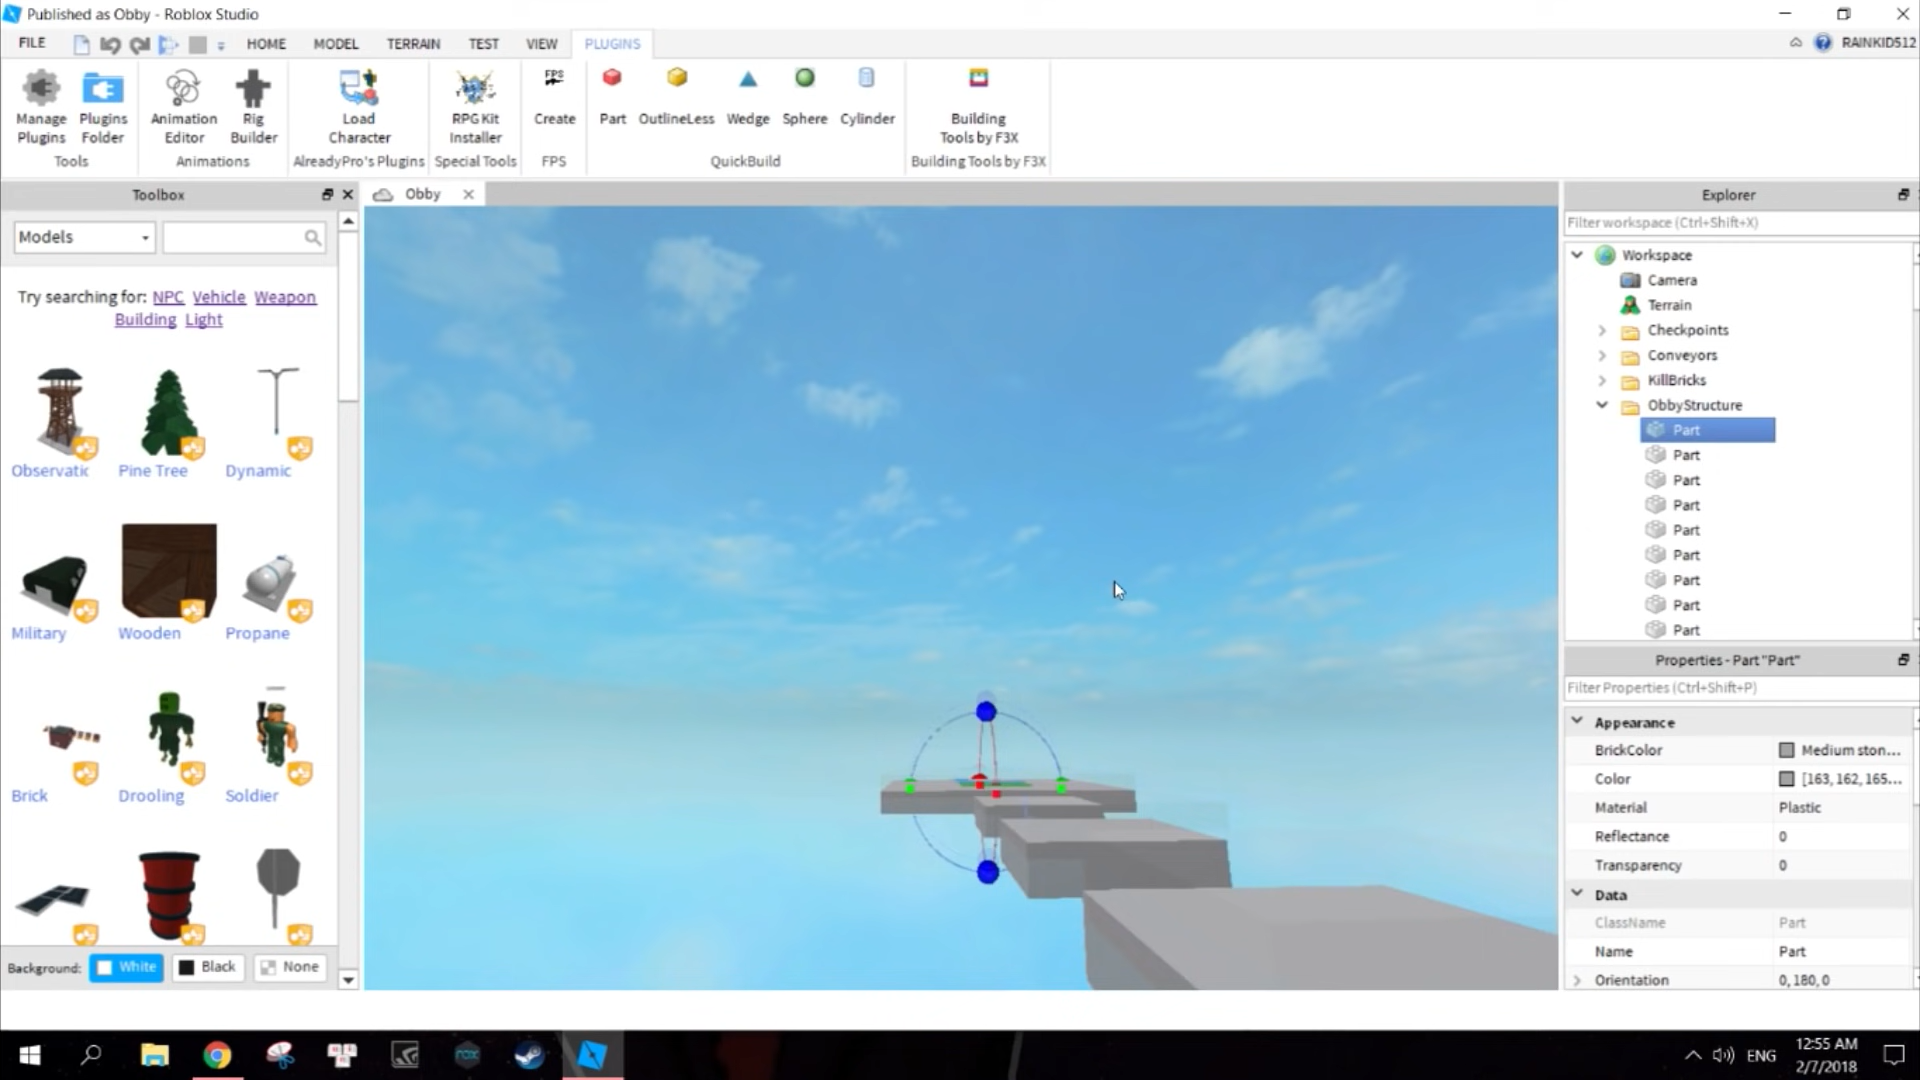 Published as Obby - Roblox Studio
FILE HOME MODEL TERRAIN TEST VIEW PLUGINS RAINKID512
FPS
Manage Plugins
Plugins Folder
Animation Editor
Rig Builder
Load Character
RPG Kit Installer
Create
Part
OutlineLess
Wedge
Sphere
Cylinder
Building Tools by F3X
Tools
Animations
AlreadyPro's Plugins
Special Tools
FPS
QuickBuild
Building Tools by F3X
Toolbox
Obby
Models
Try searching for: NPC Vehicle Weapon
Building Light
Observatic
Pine Tree
Dynamic
Military
Wooden
Propane
Brick
Drooling
Soldier
Background: White Black None
Explorer
Filter workspace (Ctrl+Shift+X)
Workspace
Camera
Terrain
Checkpoints
Conveyors
KillBricks
ObbyStructure
Part
Part
Part
Part
Part
Part
Part
Part
Part
Properties - Part "Part"
Filter Properties (Ctrl+Shift+P)
Appearance
BrickColor Medium ston...
Color [163, 162, 165...
Material Plastic
Reflectance 0
Transparency 0
Data
ClassName Part
Name Part
Orientation 0, 180, 0
ENG
12:55 AM
2/7/2018